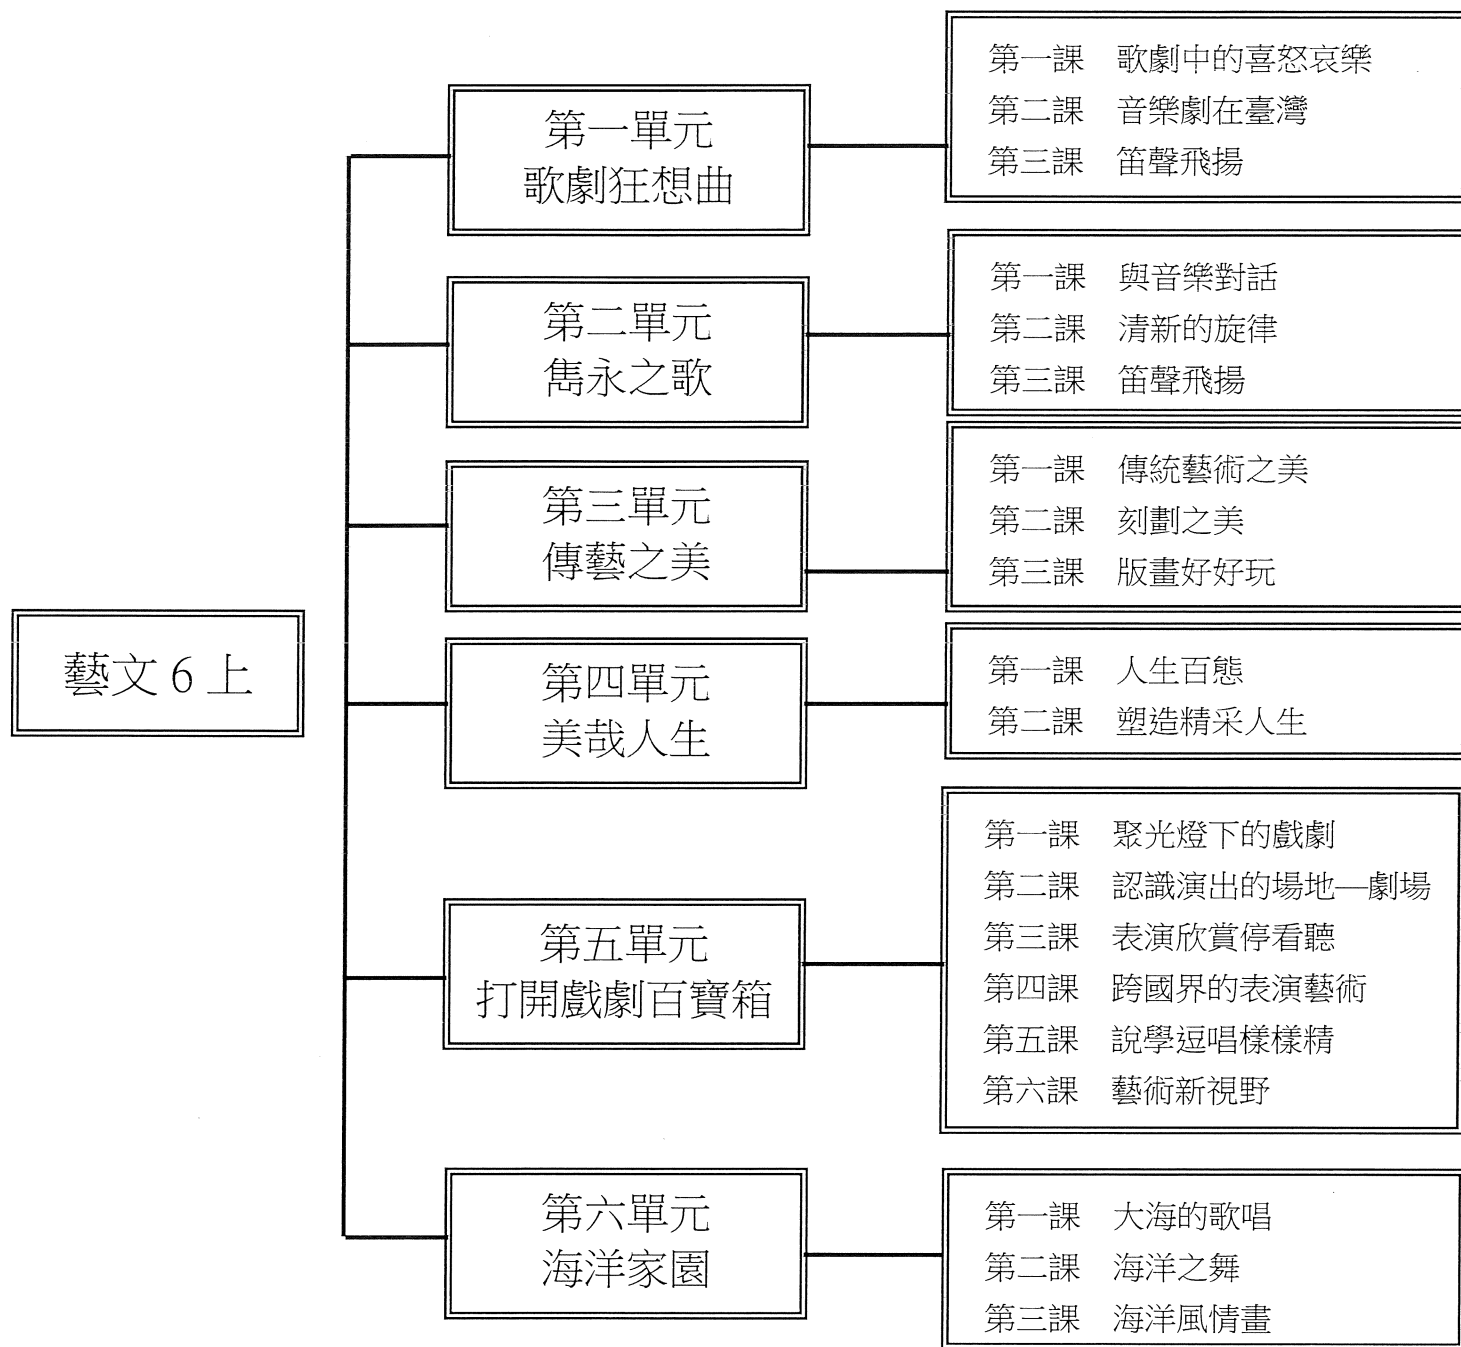 藝文6上
第一單元
歌劇狂想曲
第一課 歌劇中的喜怒哀樂
第二課 音樂劇在臺灣
第三課 笛聲飛揚
第二單元
雋永之歌
第一課 與音樂對話
第二課 清新的旋律
第三課 笛聲飛揚
第三單元
傳藝之美
第一課 傳統藝術之美
第二課 刻劃之美
第三課 版畫好好玩
第四單元
美哉人生
第一課 人生百態
第二課 塑造精采人生
第五單元
打開戲劇百寶箱
第一課 聚光燈下的戲劇
第二課 認識演出的場地—劇場
第三課 表演欣賞停看聽
第四課 跨國界的表演藝術
第五課 說學逗唱樣樣精
第六課 藝術新視野
第六單元
海洋家園
第一課 大海的歌唱
第二課 海洋之舞
第三課 海洋風情畫